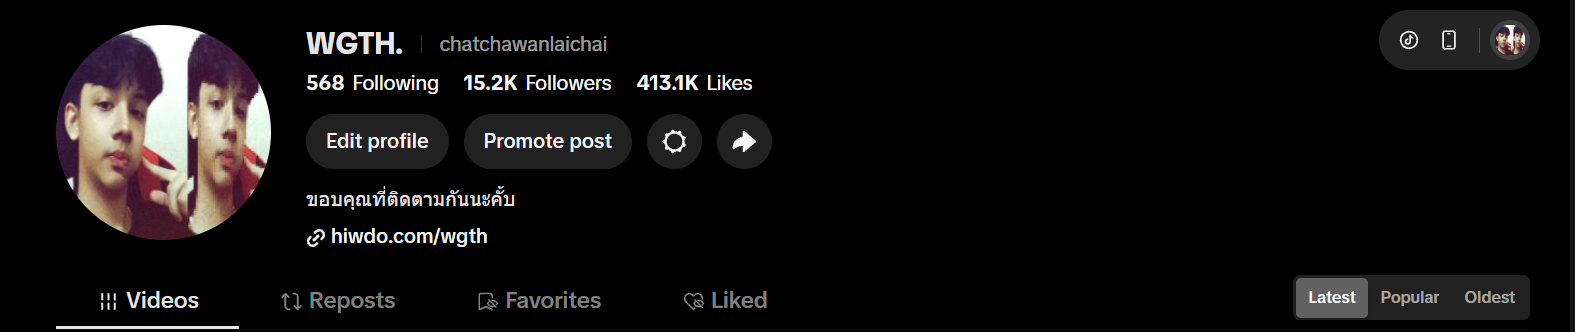 WGTH. chatchawanlaichai
568 Following 15.2K Followers 413.1K Likes
Edit profile Promote post
ขอบคุณที่ติดตามกันนะคั้บ
hiwdo.com/wgth
Videos Reposts Favorites Liked
Latest Popular Oldest